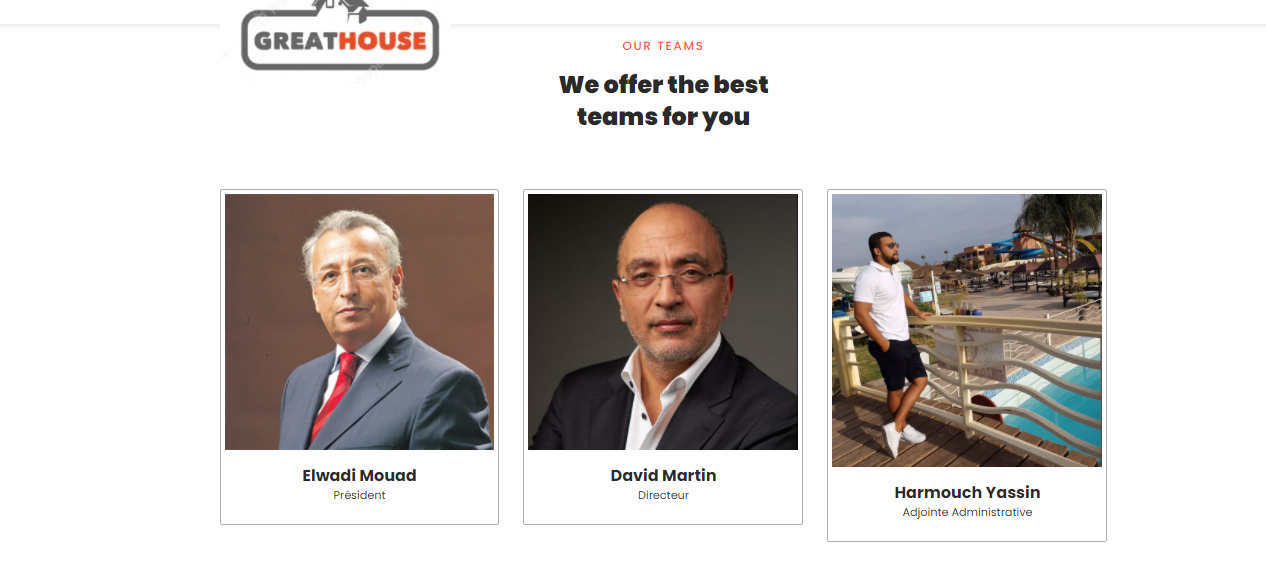 GREATHOUSE
OUR TEAMS
We offer the best
teams for you
Elwadi Mouad
Président
David Martin
Directeur
Harmouch Yassin
Adjointe Administrative